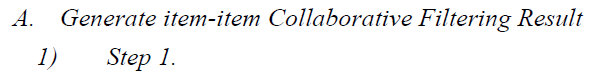 A. Generate item-item Collaborative Filtering Result
1) Step 1.